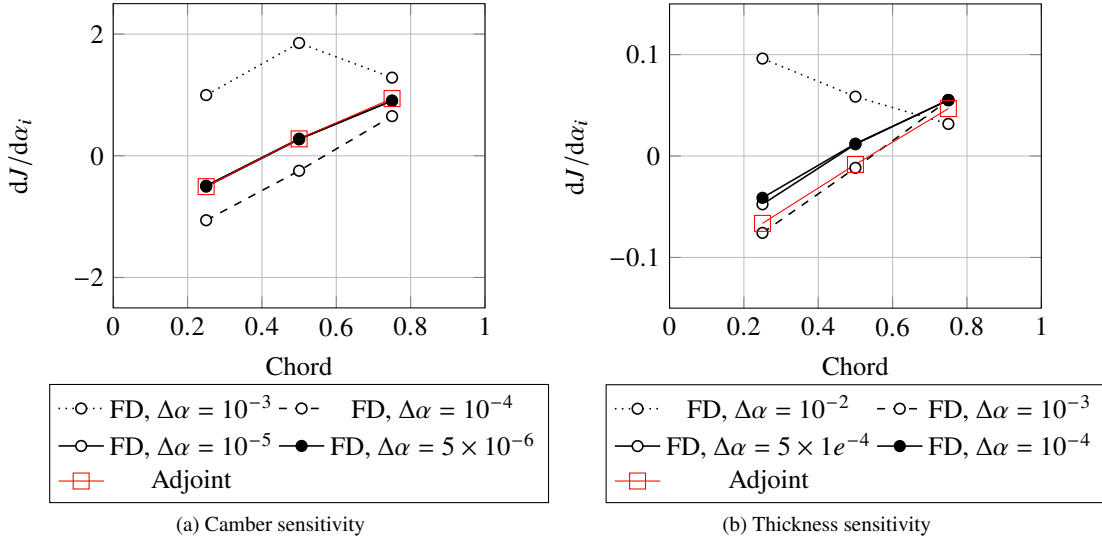 2
0
−2
dJ/dαᵢ
0
0.2
0.4
0.6
0.8
1
Chord
FD, Δα = 10⁻³
FD, Δα = 10⁻⁴
FD, Δα = 10⁻⁵
FD, Δα = 5 × 10⁻⁶
Adjoint
(a) Camber sensitivity
0.1
0
−0.1
dJ/dαᵢ
0
0.2
0.4
0.6
0.8
1
Chord
FD, Δα = 10⁻²
FD, Δα = 10⁻³
FD, Δα = 5 × 1e⁻⁴
FD, Δα = 10⁻⁴
Adjoint
(b) Thickness sensitivity